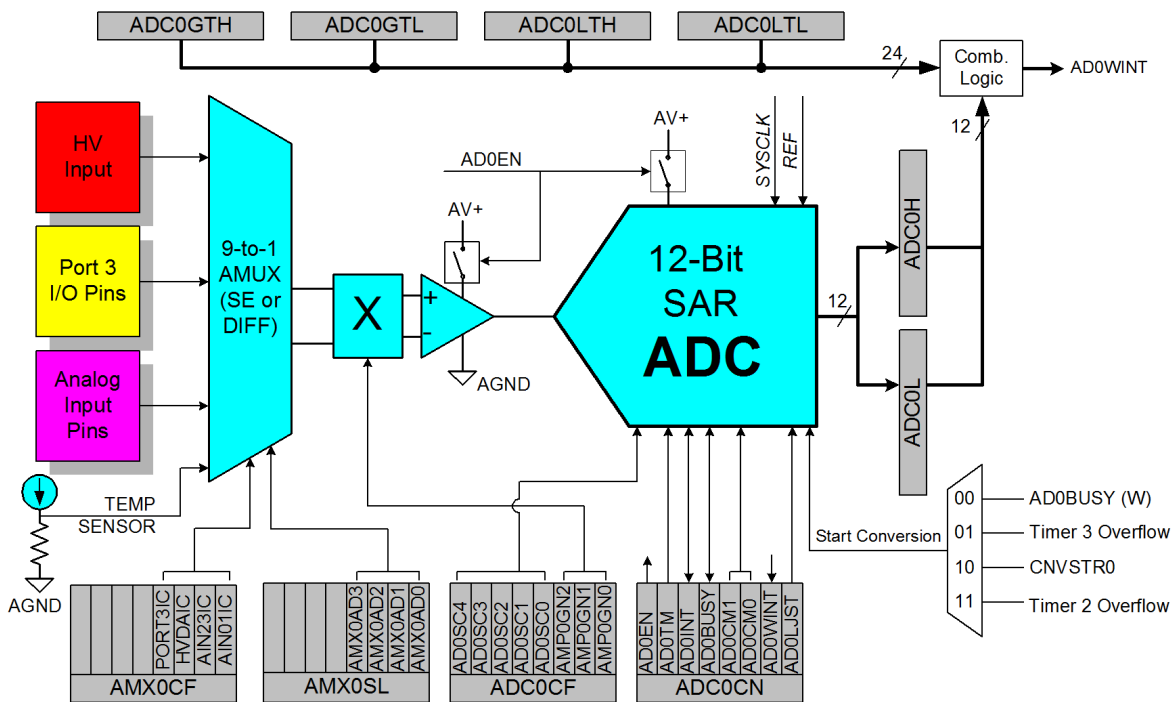 ADC0GTH
ADC0GTL
ADC0LTH
ADC0LTL
24
Comb.
Logic
AD0WINT
12
HV
Input
Port 3
I/O Pins
Analog
Input
Pins
9-to-1
AMUX
(SE or
DIFF)
X
+
-
AV+
AGND
AD0EN
AV+
SYSCLK
REF
12-Bit
SAR
ADC
12
ADC0H
ADC0L
TEMP
SENSOR
AGND
Start Conversion
00
AD0BUSY (W)
01
Timer 3 Overflow
10
CNVSTR0
11
Timer 2 Overflow
PORT3IC
HVDAIC
AIN23IC
AIN01IC
AMX0CF
AMX0AD3
AMX0AD2
AMX0AD1
AMX0AD0
AMX0SL
AD0SC4
AD0SC3
AD0SC2
AD0SC1
AD0SC0
AMP0GN2
AMP0GN1
AMP0GN0
ADC0CF
AD0EN
AD0TM
AD0INT
AD0BUSY
AD0CM1
AD0CM0
AD0WINT
AD0LJST
ADC0CN